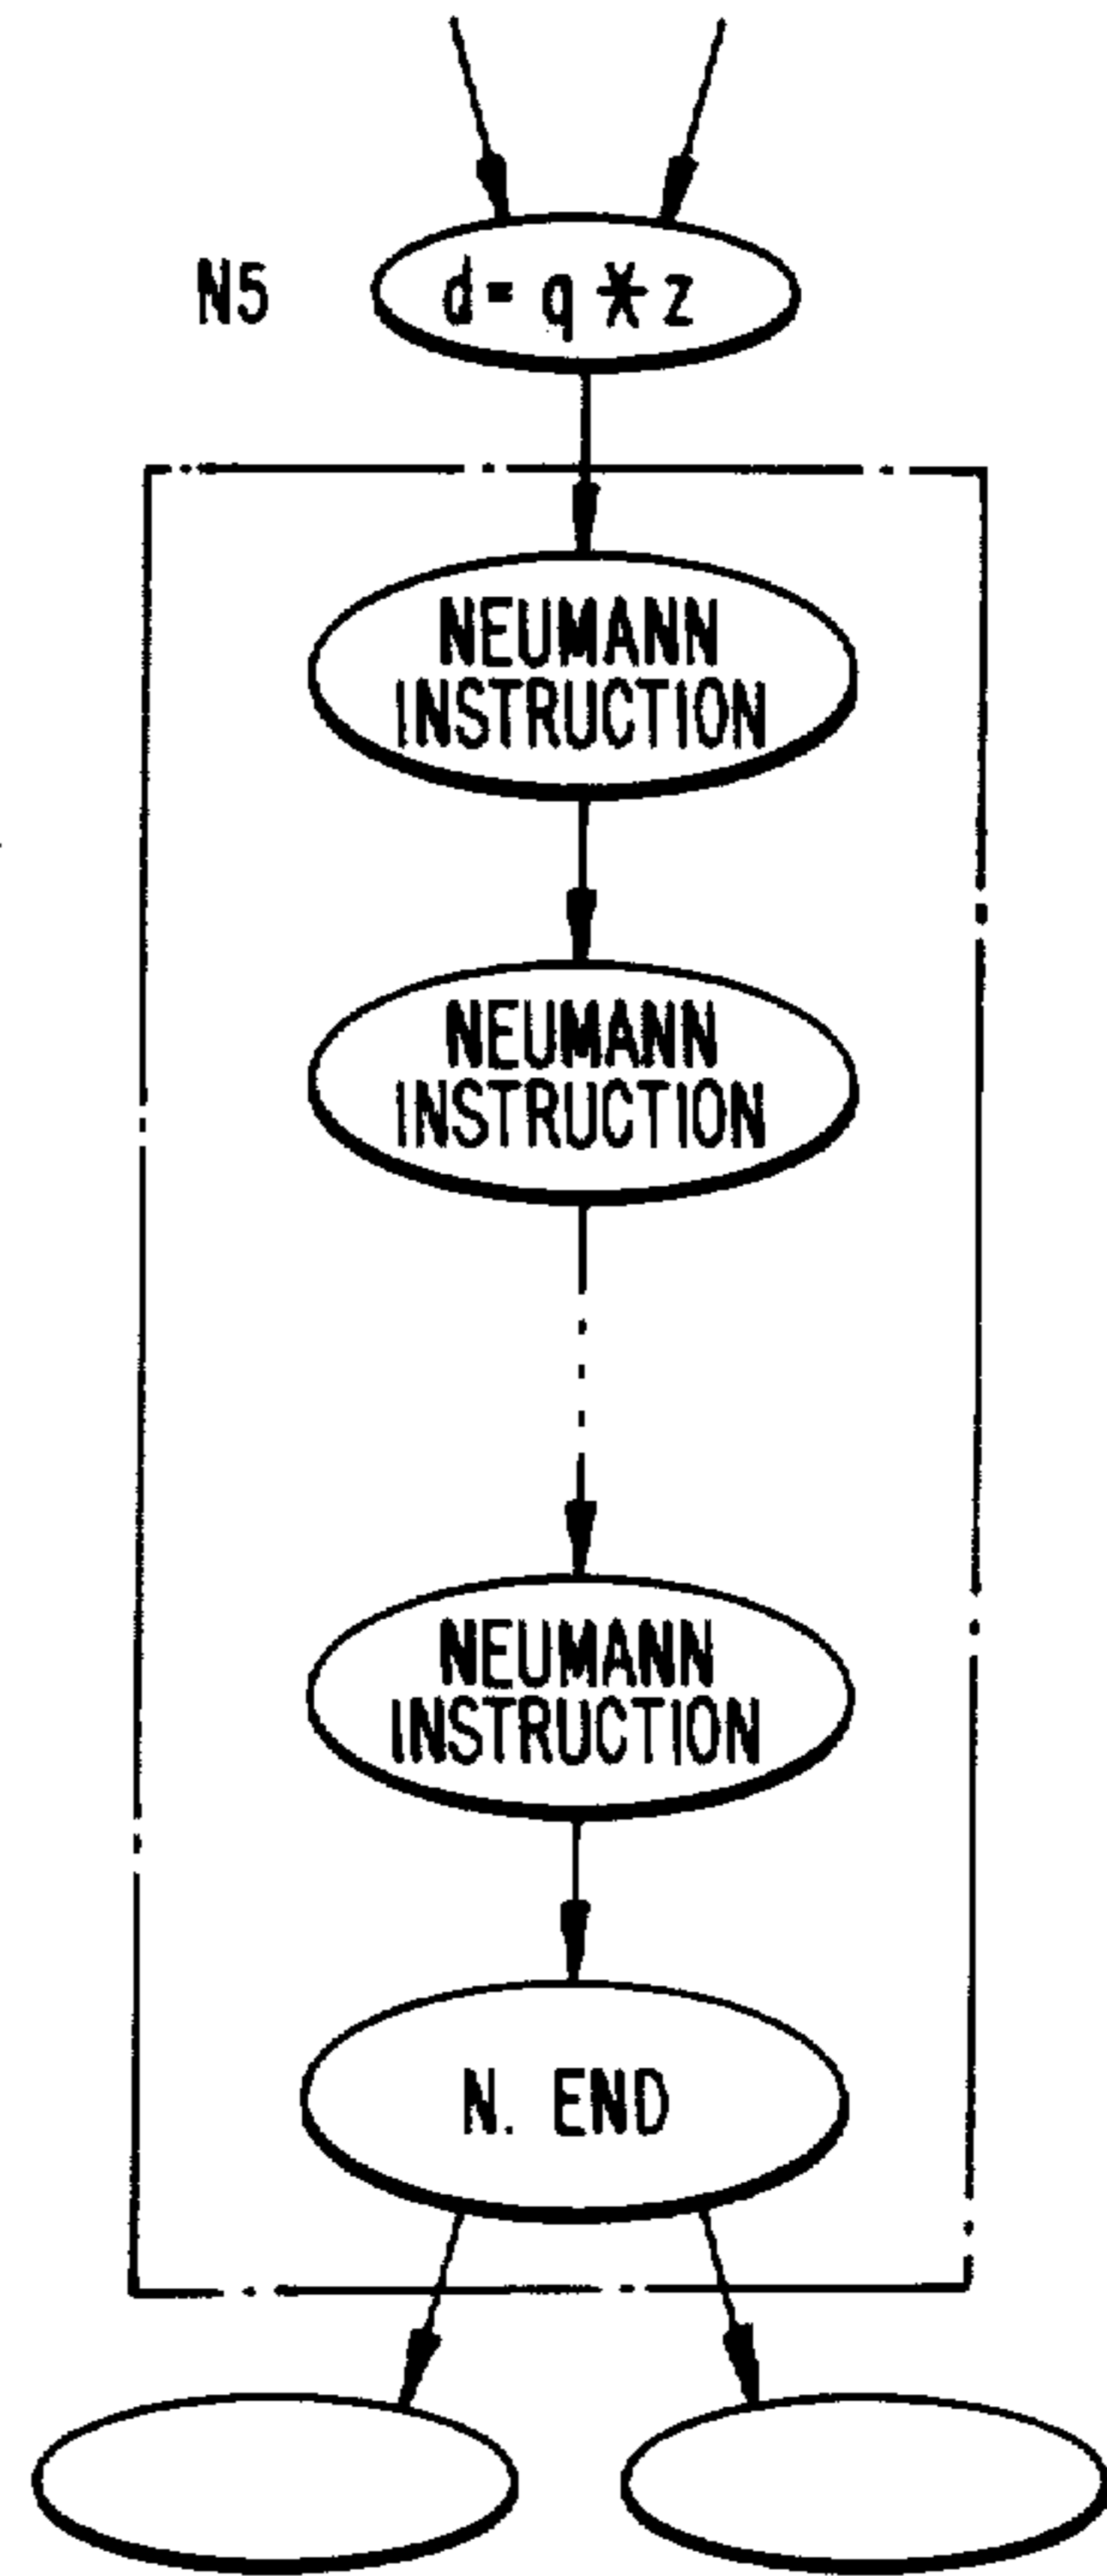 N5 d = q * z
NEUMANN
INSTRUCTION
NEUMANN
INSTRUCTION
NEUMANN
INSTRUCTION
N. END